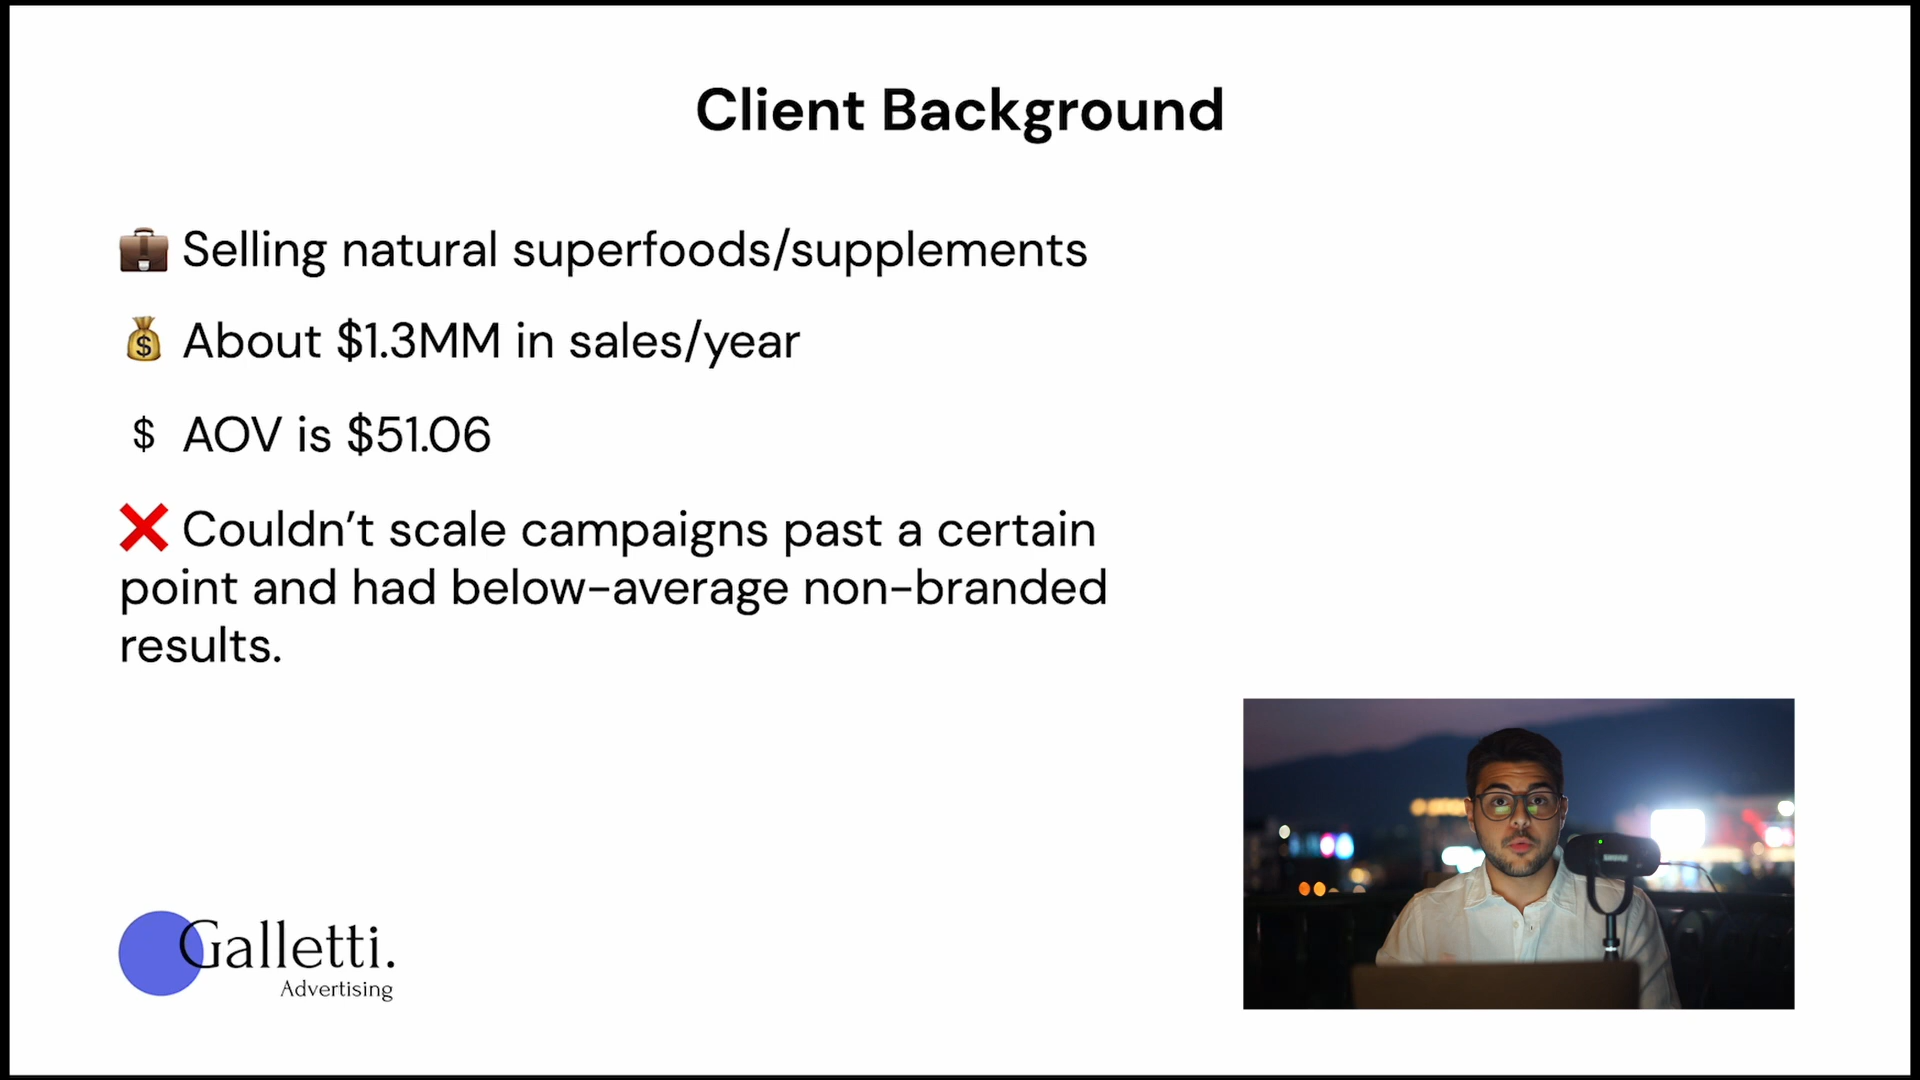 Client Background
💼 Selling natural superfoods/supplements
💰 About $1.3MM in sales/year
$ AOV is $51.06
❌ Couldn’t scale campaigns past a certain
point and had below-average non-branded
results.
Galletti.
Advertising